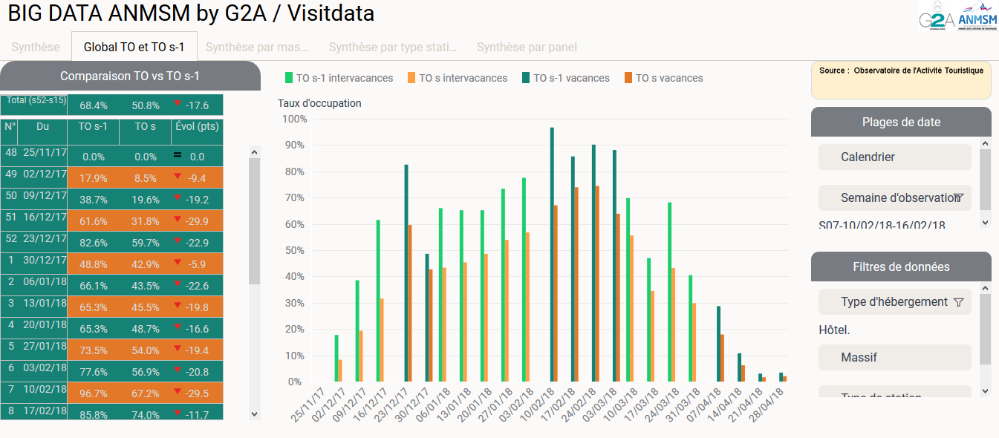 BIG DATA ANMSM by G2A / Visitdata
G2A ANMSM
Synthèse Global TO et TO s-1 Synthèse par mas... Synthèse par type stati... Synthèse par panel
Comparaison TO vs TO s-1
Total (s52-s15) 68.4% 50.8% -17.6
N° Du TO s-1 TO s Évol (pts)
48 25/11/17 0.0% 0.0% = 0.0
49 02/12/17 17.9% 8.5% -9.4
50 09/12/17 38.7% 19.6% -19.2
51 16/12/17 61.6% 31.8% -29.9
52 23/12/17 82.6% 59.7% -22.9
1 30/12/17 48.8% 42.9% -5.9
2 06/01/18 66.1% 43.5% -22.6
3 13/01/18 65.3% 45.5% -19.8
4 20/01/18 65.3% 48.7% -16.6
5 27/01/18 73.5% 54.0% -19.4
6 03/02/18 77.6% 56.9% -20.8
7 10/02/18 96.7% 67.2% -29.5
8 17/02/18 85.8% 74.0% -11.7
TO s-1 intervacances TO s intervacances TO s-1 vacances TO s vacances
Taux d'occupation
100%
90%
80%
70%
60%
50%
40%
30%
20%
10%
0%
25/11/17 02/12/17 09/12/17 16/12/17 23/12/17 30/12/17 06/01/18 13/01/18 20/01/18 27/01/18 03/02/18 10/02/18 17/02/18 24/02/18 03/03/18 10/03/18 17/03/18 24/03/18 31/03/18 07/04/18 14/04/18 21/04/18 28/04/18
Source : Observatoire de l'Activité Touristique
Plages de date
Calendrier
Semaine d'observation
S07-10/02/18-16/02/18
Filtres de données
Type d'hébergement
Hôtel.
Massif
Type de station